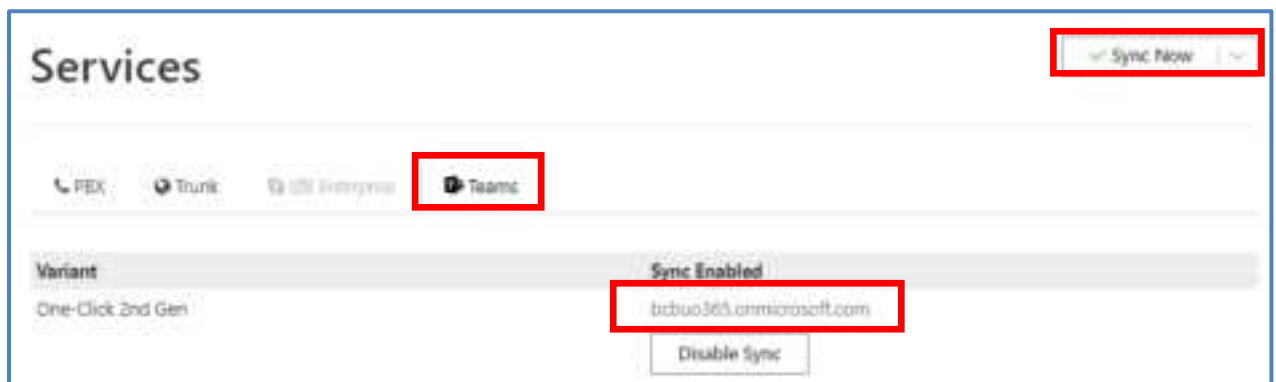 Services
Sync Now
PBX Trunk Teams
Variant Sync Enabled
One-Click 2nd Gen bcbuo365.onmicrosoft.com
Disable Sync